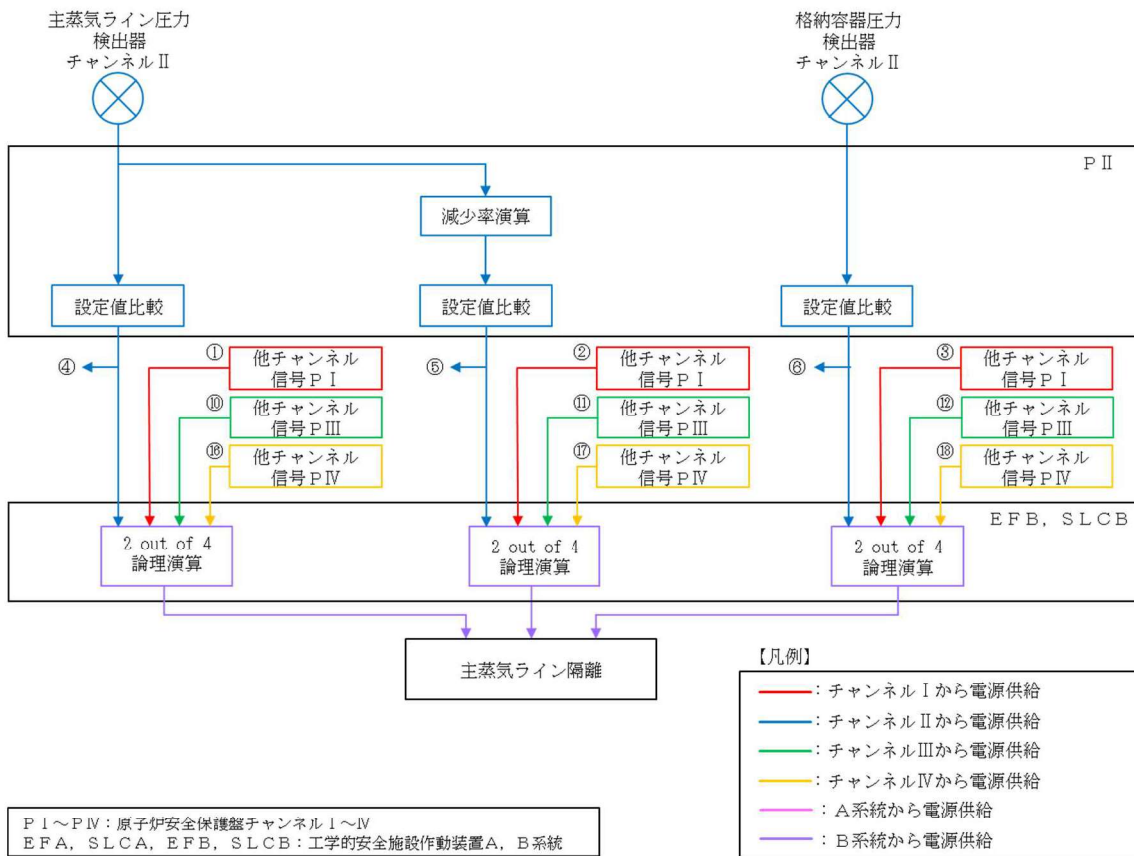 主蒸気ライン圧力
検出器
チャンネルⅡ
格納容器圧力
検出器
チャンネルⅡ
PⅡ
減少率演算
設定値比較
設定値比較
設定値比較
④
①
他チャンネル
信号PⅠ
⑩
他チャンネル
信号PⅢ
⑯
他チャンネル
信号PⅣ
⑤
②
他チャンネル
信号PⅠ
⑪
他チャンネル
信号PⅢ
⑰
他チャンネル
信号PⅣ
⑥
③
他チャンネル
信号PⅠ
⑫
他チャンネル
信号PⅢ
⑱
他チャンネル
信号PⅣ
EFB, SLCB
2 out of 4
論理演算
2 out of 4
論理演算
2 out of 4
論理演算
主蒸気ライン隔離
【凡例】
:チャンネルⅠから電源供給
:チャンネルⅡから電源供給
:チャンネルⅢから電源供給
:チャンネルⅣから電源供給
:A系統から電源供給
:B系統から電源供給
PⅠ~PⅣ:原子炉安全保護盤チャンネルⅠ~Ⅳ
EFA, SLCA, EFB, SLCB:工学的安全施設作動装置A, B系統